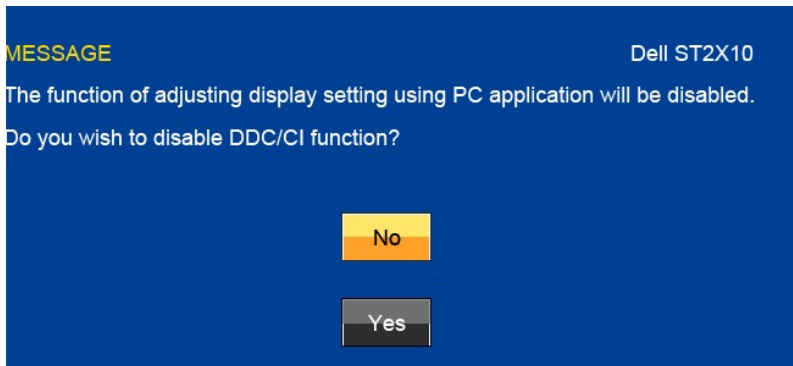 MESSAGE Dell ST2X10
The function of adjusting display setting using PC application will be disabled.
Do you wish to disable DDC/CI function?
No
Yes